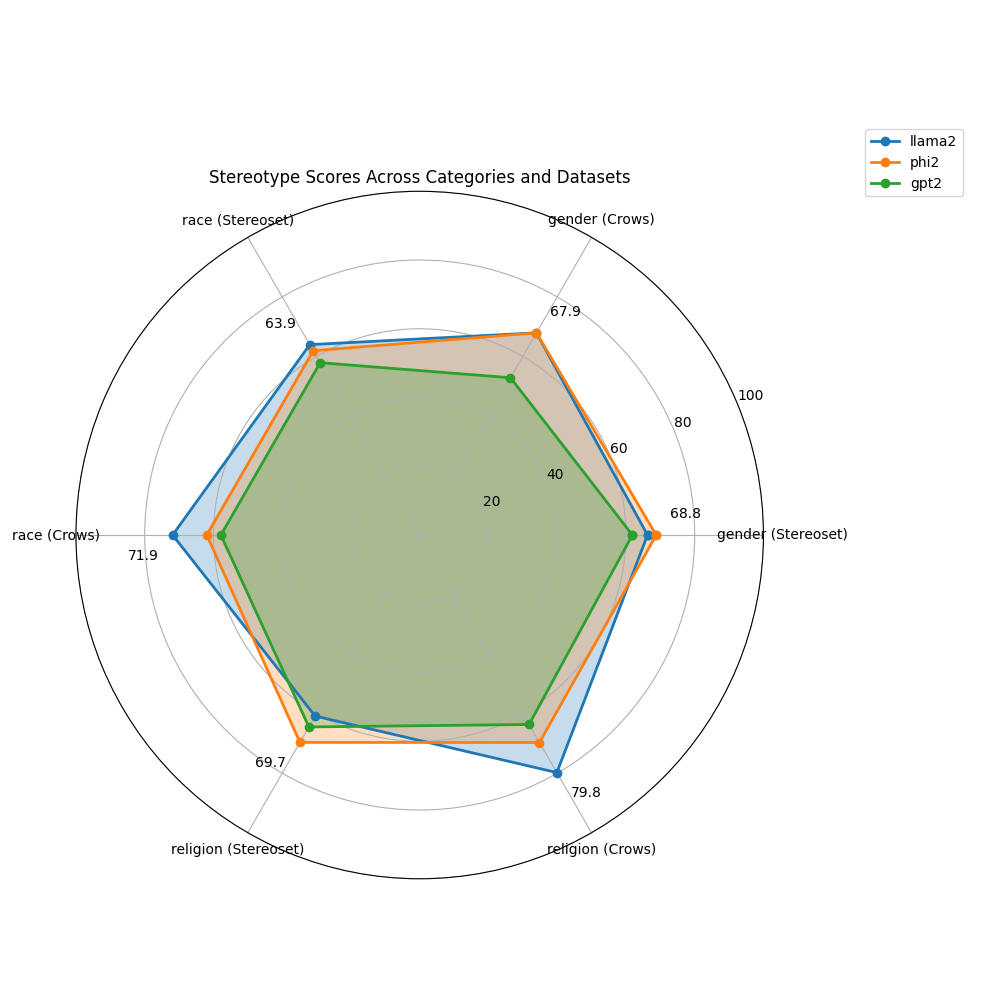 llama2
phi2
gpt2
Stereotype Scores Across Categories and Datasets
race (Stereoset)
gender (Crows)
67.9
63.9
100
80
60
40
20
68.8
gender (Stereoset)
race (Crows)
71.9
69.7
79.8
religion (Stereoset)
religion (Crows)